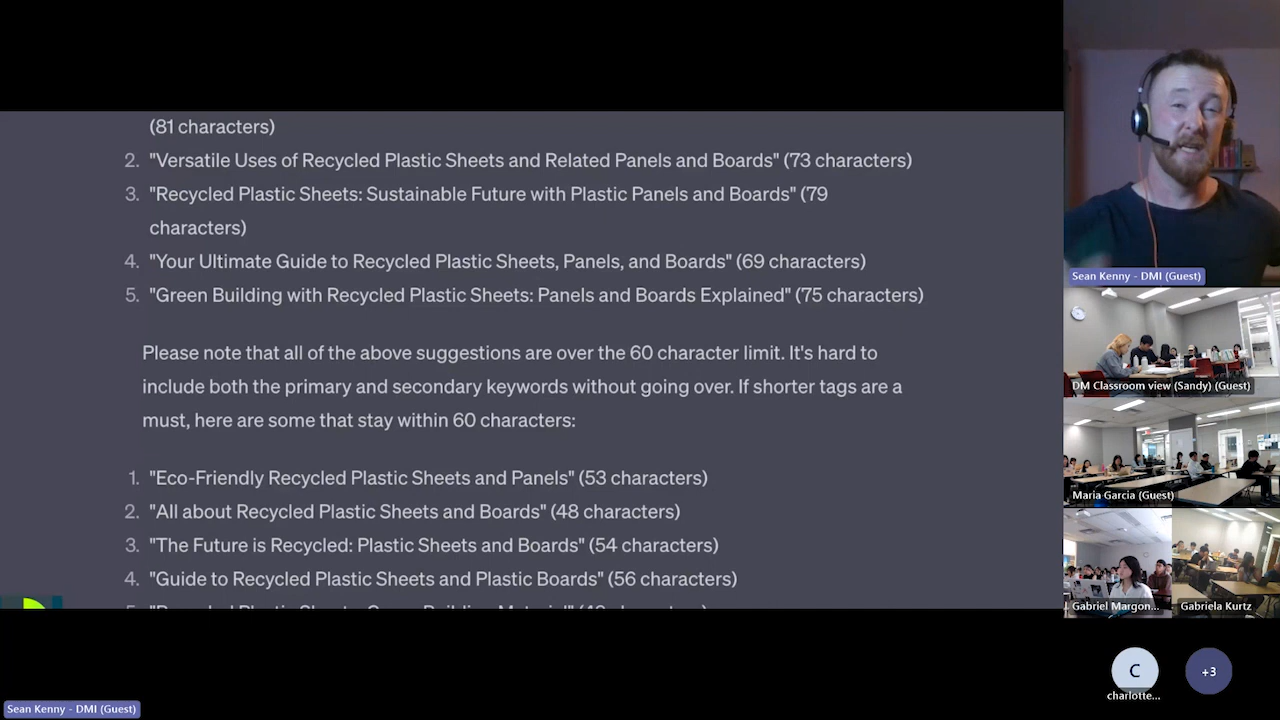 (81 characters)
2. "Versatile Uses of Recycled Plastic Sheets and Related Panels and Boards" (73 characters)
3. "Recycled Plastic Sheets: Sustainable Future with Plastic Panels and Boards" (79
characters)
4. "Your Ultimate Guide to Recycled Plastic Sheets, Panels, and Boards" (69 characters)
5. "Green Building with Recycled Plastic Sheets: Panels and Boards Explained" (75 characters)
Please note that all of the above suggestions are over the 60 character limit. It's hard to
include both the primary and secondary keywords without going over. If shorter tags are a
must, here are some that stay within 60 characters:
1. "Eco-Friendly Recycled Plastic Sheets and Panels" (53 characters)
2. "All about Recycled Plastic Sheets and Boards" (48 characters)
3. "The Future is Recycled: Plastic Sheets and Boards" (54 characters)
4. "Guide to Recycled Plastic Sheets and Plastic Boards" (56 characters)
Sean Kenny - DMI (Guest)
DM Classroom view (Sandy) (Guest)
Maria Garcia (Guest)
Gabriel Margon...
Gabriela Kurtz
C
charlotte...
+3
Sean Kenny - DMI (Guest)